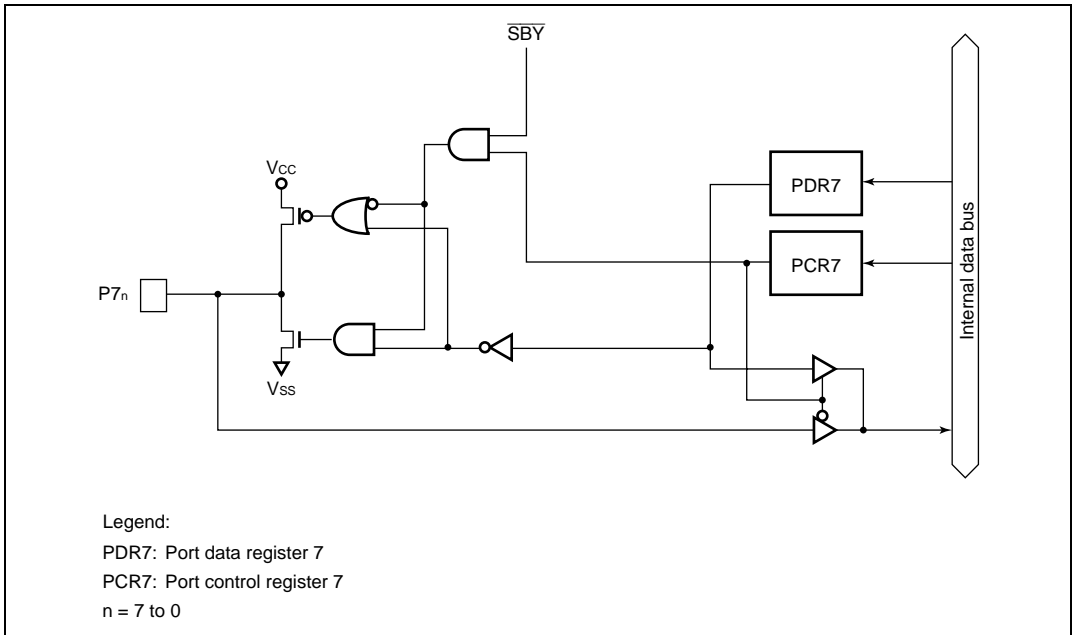 SBY
VCC
PDR7
PCR7
Internal data bus
P7n
VSS
Legend:
PDR7: Port data register 7
PCR7: Port control register 7
n = 7 to 0